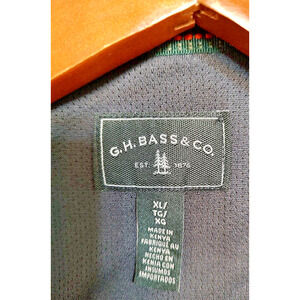 G.H. BASS & CO.
EST. 1876
XL/
TG/
XG
MADE IN
KENYA
FABRIQUÉ AU
KENYA
HECHO EN
KENIA CON
INSUMOS
IMPORTADOS